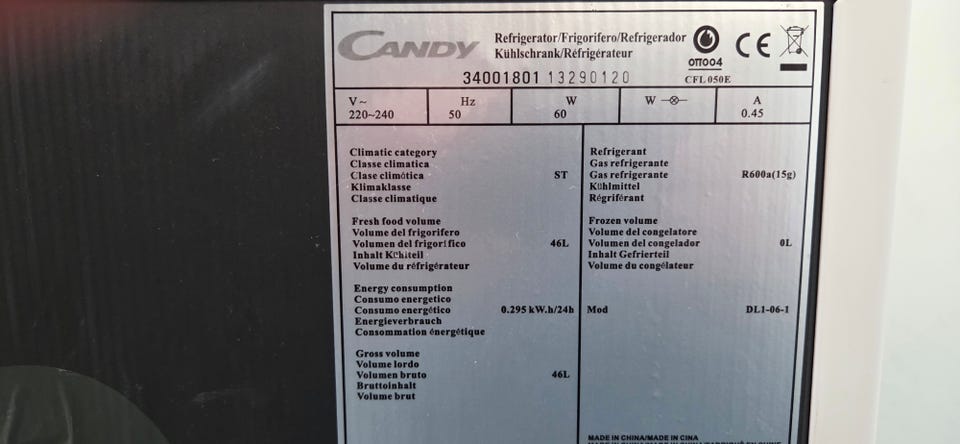 CANDY
Refrigerator/Frigorifero/Refrigerador
Kühlschrank/Réfrigérateur
OTTO04
CE
34001801 13290120
CFL 050E
V~ Hz W W A
220~240 50 60 0.45
Climatic category
Classe climatica
Clase climótica ST
Klimaklasse
Classe climatique
Refrigerant
Gas refrigerante
Gas refrigerante R600a(15g)
Kühlmittel
Régriférant
Fresh food volume
Volume del frigorifero
Volumen del frigorífico 46L
Inhalt Kühlteil
Volume du réfrigérateur
Frozen volume
Volume del congelatore
Volumen del congelador 0L
Inhalt Gefrierteil
Volume du congélateur
Energy consumption
Consumo energetico
Consumo energético 0.295 kW.h/24h
Energieverbrauch
Consommation énergétique
Mod DL1-06-1
Gross volume
Volume lordo
Volumen bruto 46L
Bruttoinhalt
Volume brut
MADE IN CHINA/MADE IN CINA